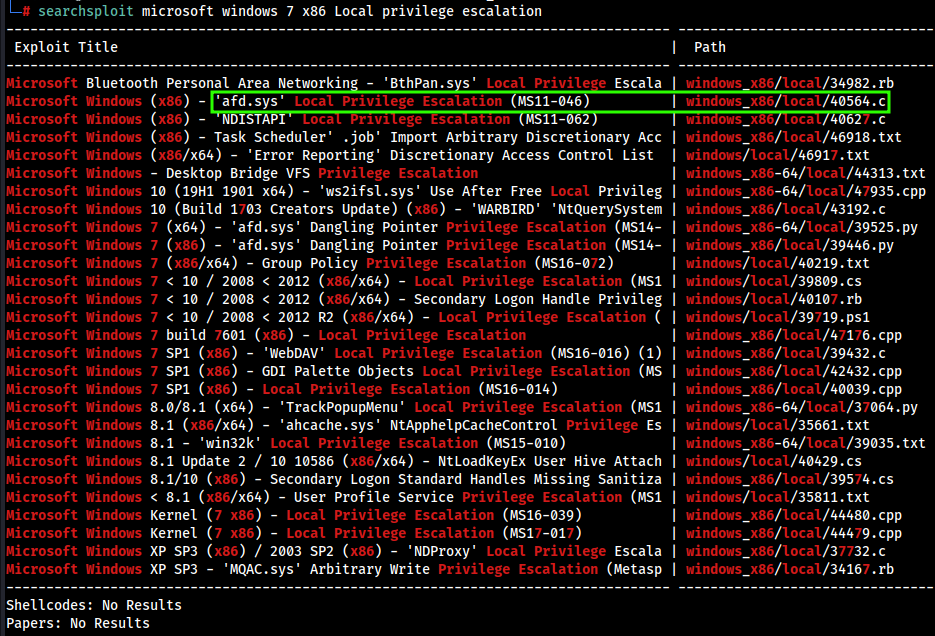 └─# searchsploit microsoft windows 7 x86 Local privilege escalation
Exploit Title | Path
Microsoft Bluetooth Personal Area Networking - 'BthPan.sys' Local Privilege Escala | windows_x86/local/34982.rb
Microsoft Windows (x86) - 'afd.sys' Local Privilege Escalation (MS11-046) | windows_x86/local/40564.c
Microsoft Windows (x86) - 'NDISTAPI' Local Privilege Escalation (MS11-062) | windows_x86/local/40627.c
Microsoft Windows (x86) - Task Scheduler' .job' Import Arbitrary Discretionary Acc | windows_x86/local/46918.txt
Microsoft Windows (x86/x64) - 'Error Reporting' Discretionary Access Control List | windows/local/46917.txt
Microsoft Windows - Desktop Bridge VFS Privilege Escalation | windows_x86-64/local/44313.txt
Microsoft Windows 10 (19H1 1901 x64) - 'ws2ifsl.sys' Use After Free Local Privileg | windows_x86-64/local/47935.cpp
Microsoft Windows 10 (Build 1703 Creators Update) (x86) - 'WARBIRD' 'NtQuerySystem | windows_x86/local/43192.c
Microsoft Windows 7 (x64) - 'afd.sys' Dangling Pointer Privilege Escalation (MS14- | windows_x86-64/local/39525.py
Microsoft Windows 7 (x86) - 'afd.sys' Dangling Pointer Privilege Escalation (MS14- | windows_x86/local/39446.py
Microsoft Windows 7 (x86/x64) - Group Policy Privilege Escalation (MS16-072) | windows/local/40219.txt
Microsoft Windows 7 < 10 / 2008 < 2012 (x86/x64) - Local Privilege Escalation (MS1 | windows/local/39809.cs
Microsoft Windows 7 < 10 / 2008 < 2012 (x86/x64) - Secondary Logon Handle Privileg | windows/local/40107.rb
Microsoft Windows 7 < 10 / 2008 < 2012 R2 (x86/x64) - Local Privilege Escalation ( | windows/local/39719.ps1
Microsoft Windows 7 build 7601 (x86) - Local Privilege Escalation | windows_x86/local/47176.cpp
Microsoft Windows 7 SP1 (x86) - 'WebDAV' Local Privilege Escalation (MS16-016) (1) | windows_x86/local/39432.c
Microsoft Windows 7 SP1 (x86) - GDI Palette Objects Local Privilege Escalation (MS | windows_x86/local/42432.cpp
Microsoft Windows 7 SP1 (x86) - Local Privilege Escalation (MS16-014) | windows_x86/local/40039.cpp
Microsoft Windows 8.0/8.1 (x64) - 'TrackPopupMenu' Local Privilege Escalation (MS1 | windows_x86-64/local/37064.py
Microsoft Windows 8.1 (x86/x64) - 'ahcache.sys' NtApphelpCacheControl Privilege Es | windows/local/35661.txt
Microsoft Windows 8.1 - 'win32k' Local Privilege Escalation (MS15-010) | windows_x86-64/local/39035.txt
Microsoft Windows 8.1 Update 2 / 10 10586 (x86/x64) - NtLoadKeyEx User Hive Attach | windows/local/40429.cs
Microsoft Windows 8.1/10 (x86) - Secondary Logon Standard Handles Missing Sanitiza | windows_x86/local/39574.cs
Microsoft Windows < 8.1 (x86/x64) - User Profile Service Privilege Escalation (MS1 | windows/local/35811.txt
Microsoft Windows Kernel (7 x86) - Local Privilege Escalation (MS16-039) | windows_x86/local/44480.cpp
Microsoft Windows Kernel (7 x86) - Local Privilege Escalation (MS17-017) | windows_x86/local/44479.cpp
Microsoft Windows XP SP3 (x86) / 2003 SP2 (x86) - 'NDProxy' Local Privilege Escala | windows_x86/local/37732.c
Microsoft Windows XP SP3 - 'MQAC.sys' Arbitrary Write Privilege Escalation (Metasp | windows_x86/local/34167.rb
Shellcodes: No Results
Papers: No Results